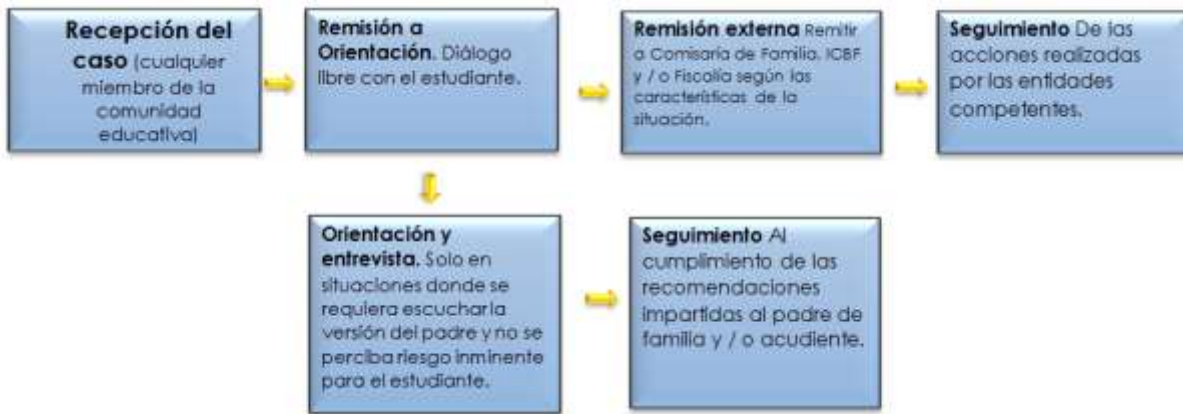 Recepción del
caso (cualquier
miembro de la
comunidad
educativa)
Remisión a
Orientación. Diálogo
libre con el estudiante.
Remisión externa Remitir
a Comisaría de Familia. ICBF
y / o Fiscalía según las
características de la
situación.
Seguimiento De las
acciones realizadas
por las entidades
competentes.
Orientación y
entrevista. Solo en
situaciones donde se
requiera escuchar la
versión del padre y no se
perciba riesgo inminente
para el estudiante.
Seguimiento Al
cumplimiento de las
recomendaciones
impartidas al padre de
familia y / o acudiente.